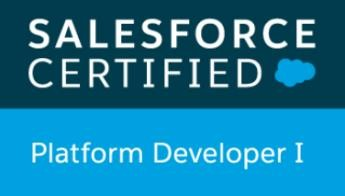 SALESFORCE
CERTIFIED
Platform Developer I